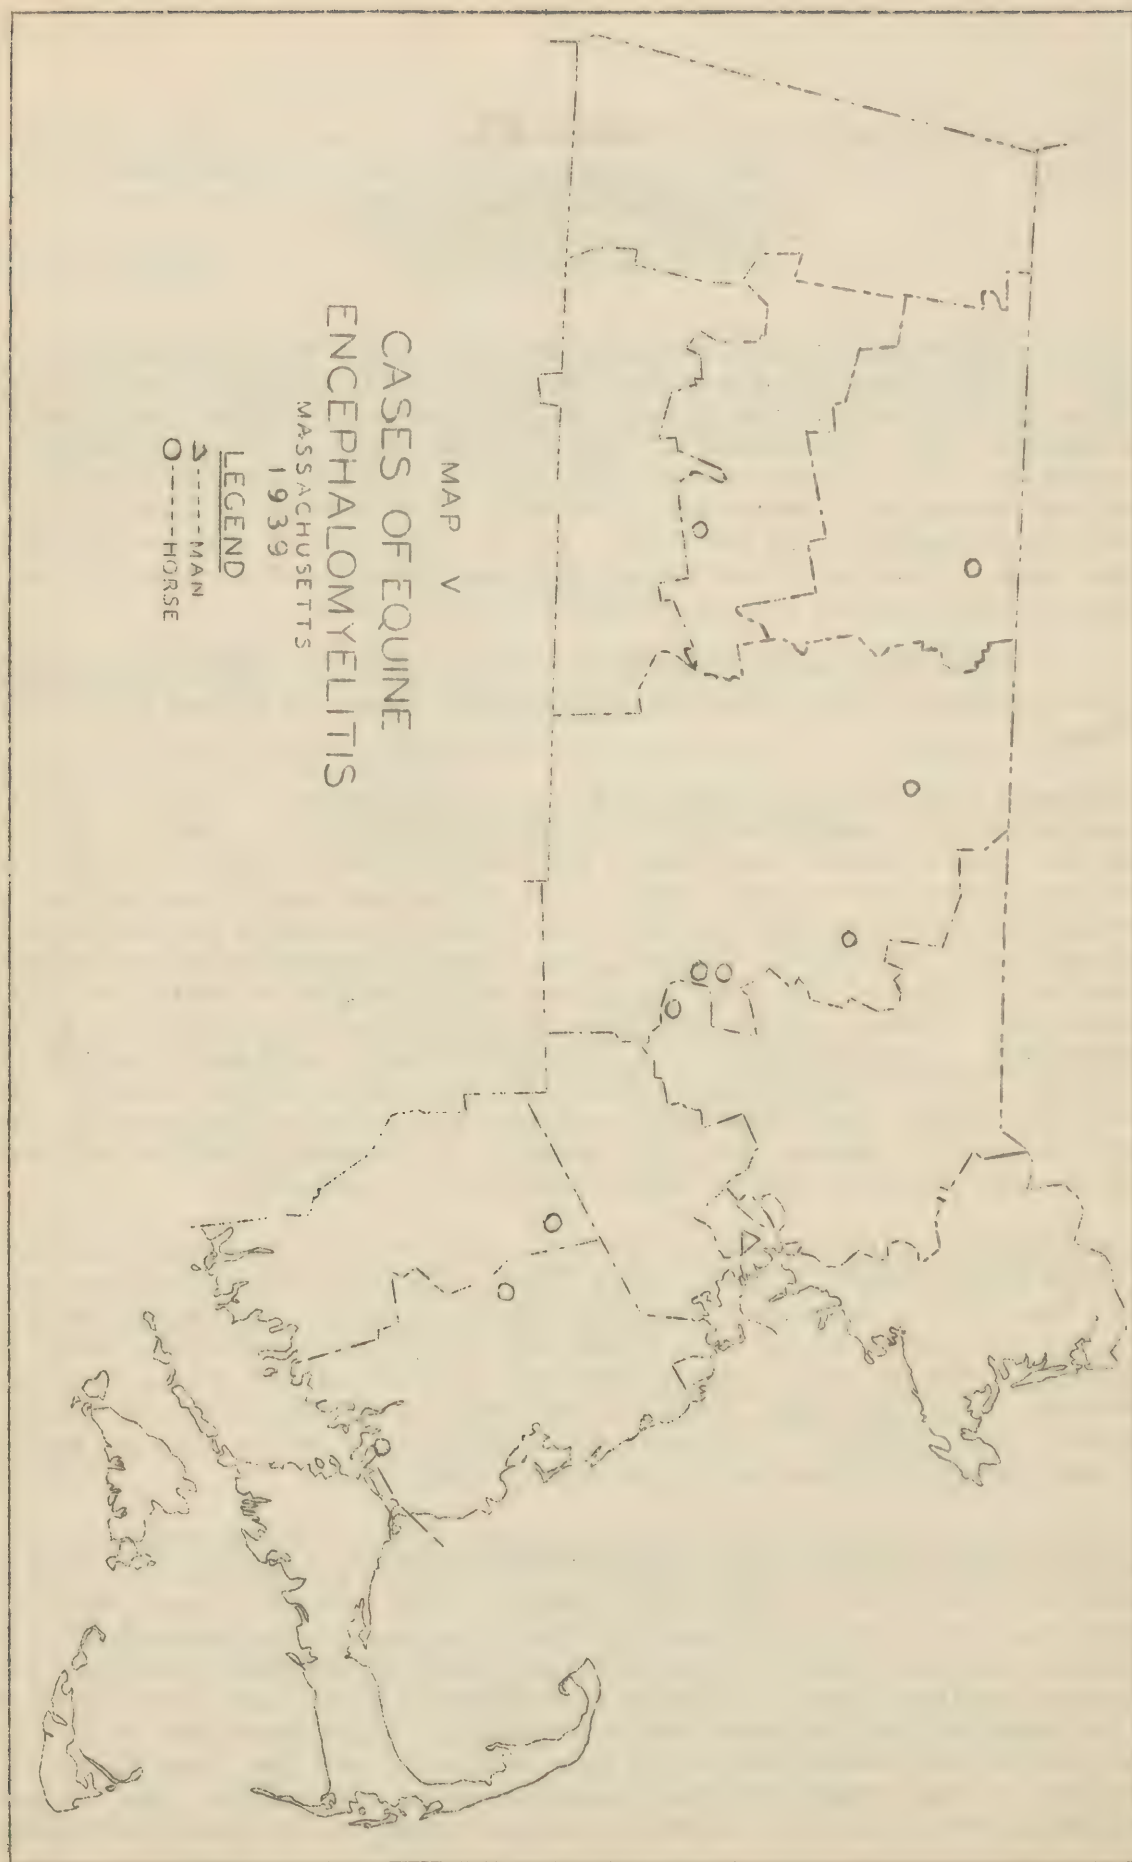 MAP V
CASES OF EQUINE
ENCEPHALOMYELITIS
MASSACHUSETTS
1939
LEGEND
△-----MAN
O-----HORSE